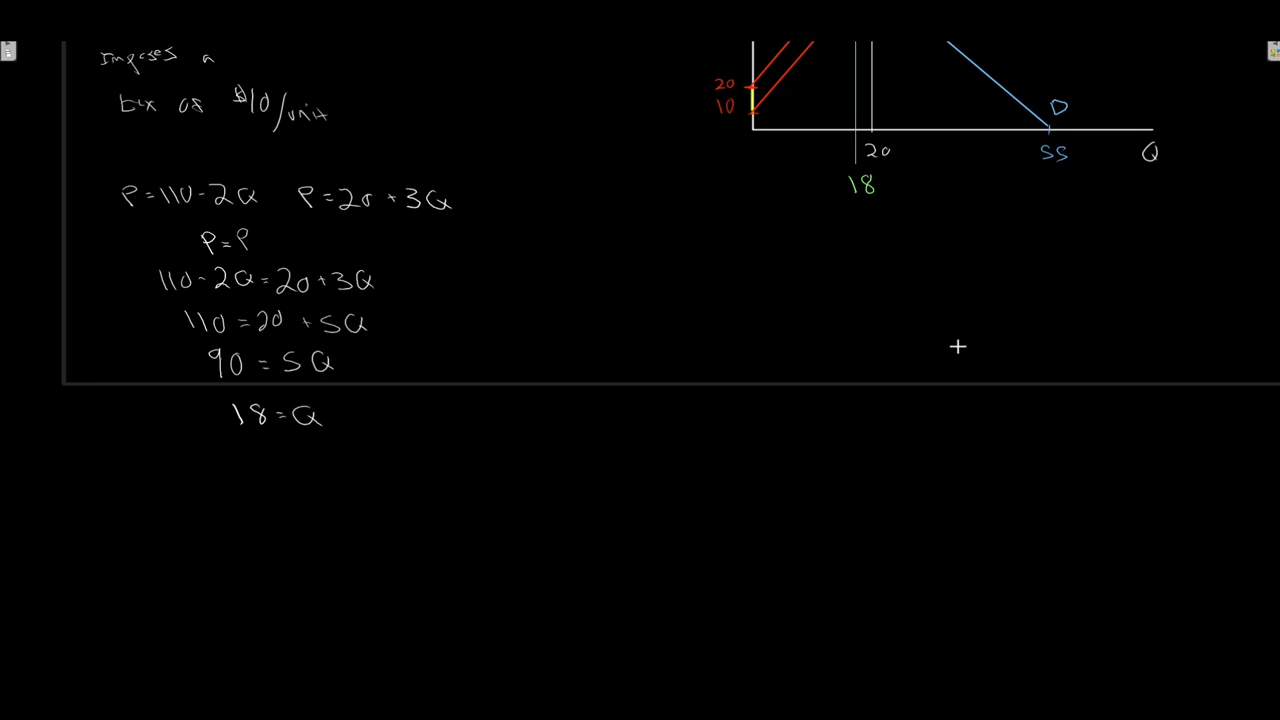 Imposes a
tax of $10/unit
P=110-2Q P=20+3Q
P=P
110-2Q=20+3Q
110=20+5Q
90=5Q
18=Q
20
10
D
20
55
Q
18